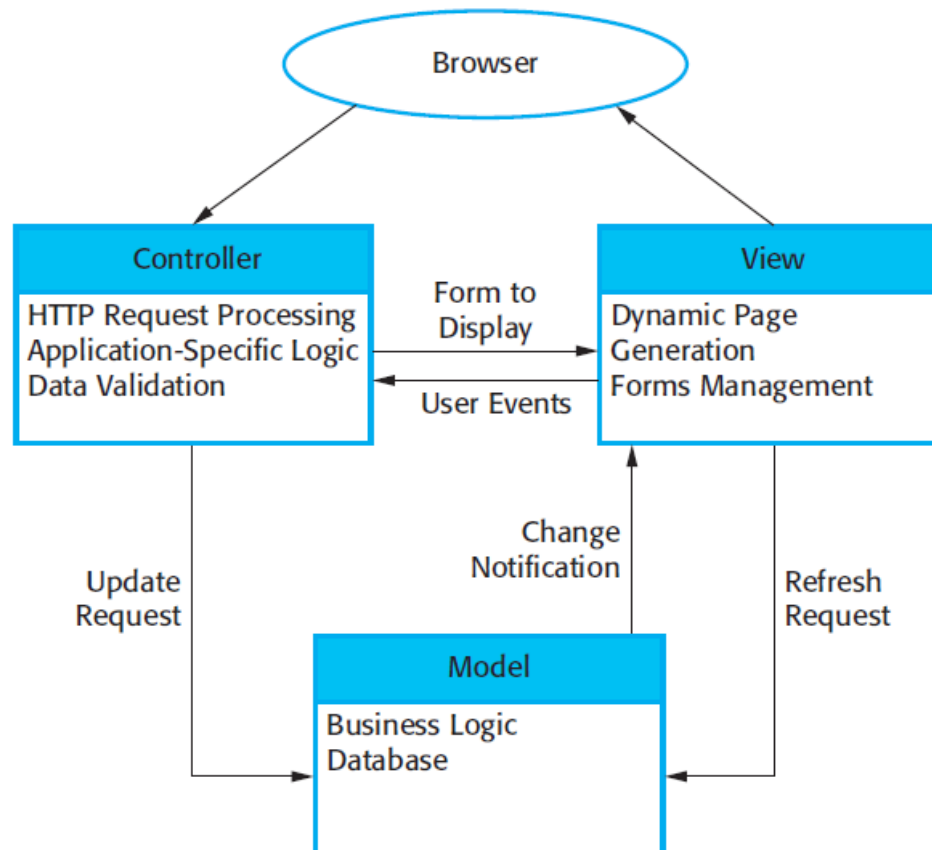 Browser
Controller
HTTP Request Processing
Application-Specific Logic
Data Validation
Form to
Display
User Events
View
Dynamic Page
Generation
Forms Management
Update
Request
Change
Notification
Refresh
Request
Model
Business Logic
Database